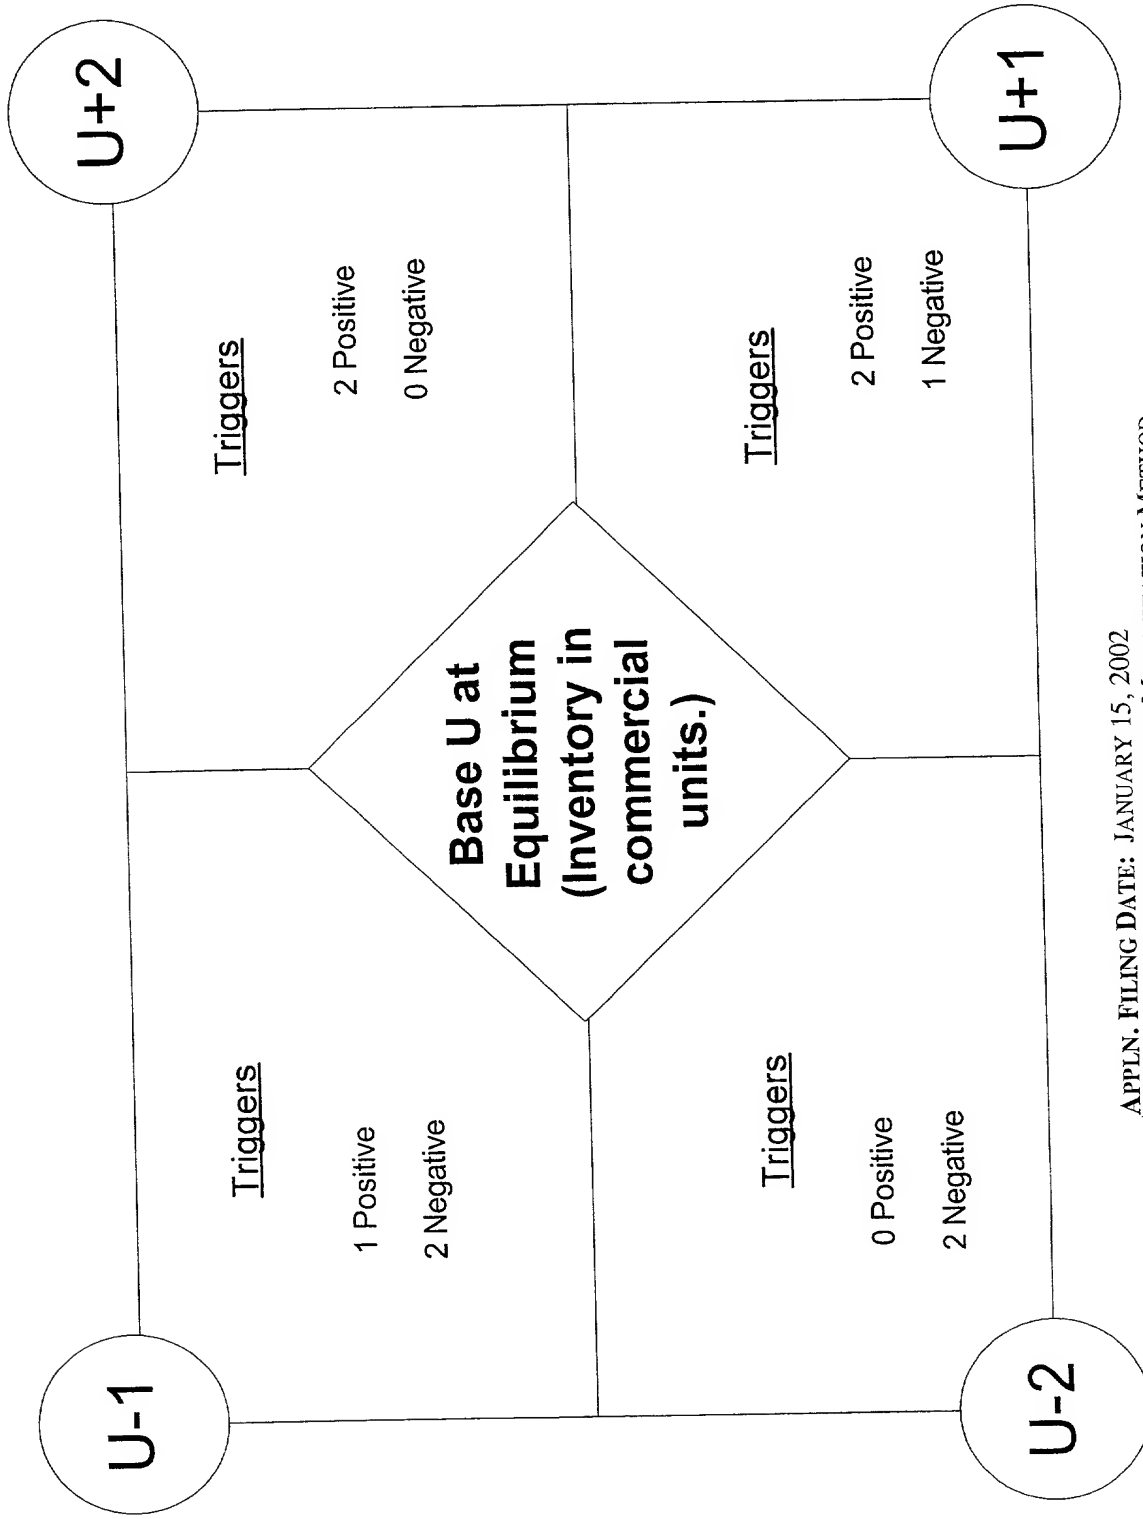 U-1
U+2
Triggers
Triggers
1 Positive
2 Positive
2 Negative
0 Negative
Base U at
Equilibrium
(Inventory in
commercial
units.)
Triggers
Triggers
0 Positive
2 Positive
2 Negative
1 Negative
U-2
U+1
APPLN. FILING DATE: JANUARY 15, 2002
METHOD